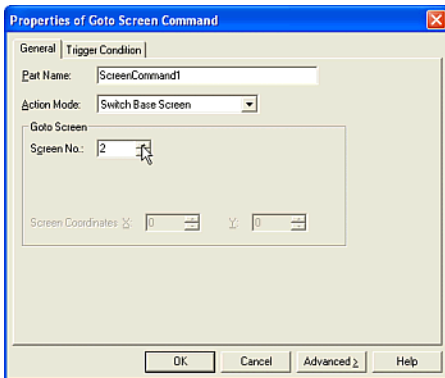 Properties of Goto Screen Command
General Trigger Condition
Part Name: ScreenCommand1
Action Mode: Switch Base Screen
Goto Screen
Screen No.: 2
Screen Coordinates X: 0 Y: 0
OK Cancel Advanced > Help